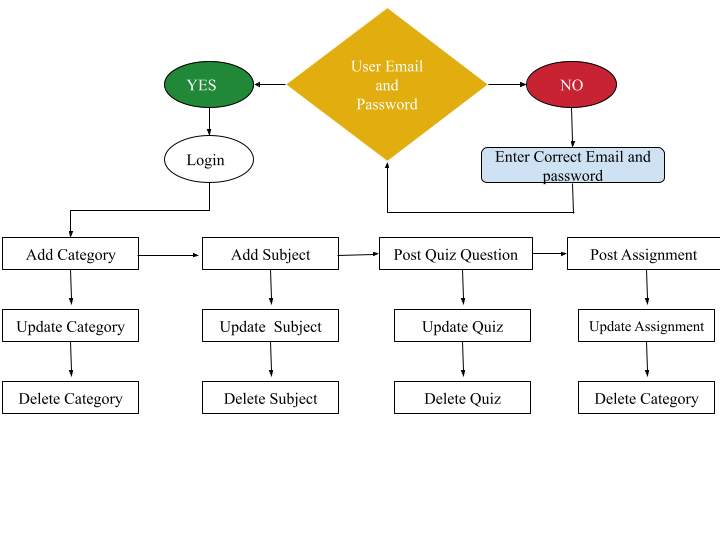 User Email
and
Password
YES
NO
Login
Enter Correct Email and
password
Add Category
Add Subject
Post Quiz Question
Post Assignment
Update Category
Update Subject
Update Quiz
Update Assignment
Delete Category
Delete Subject
Delete Quiz
Delete Category